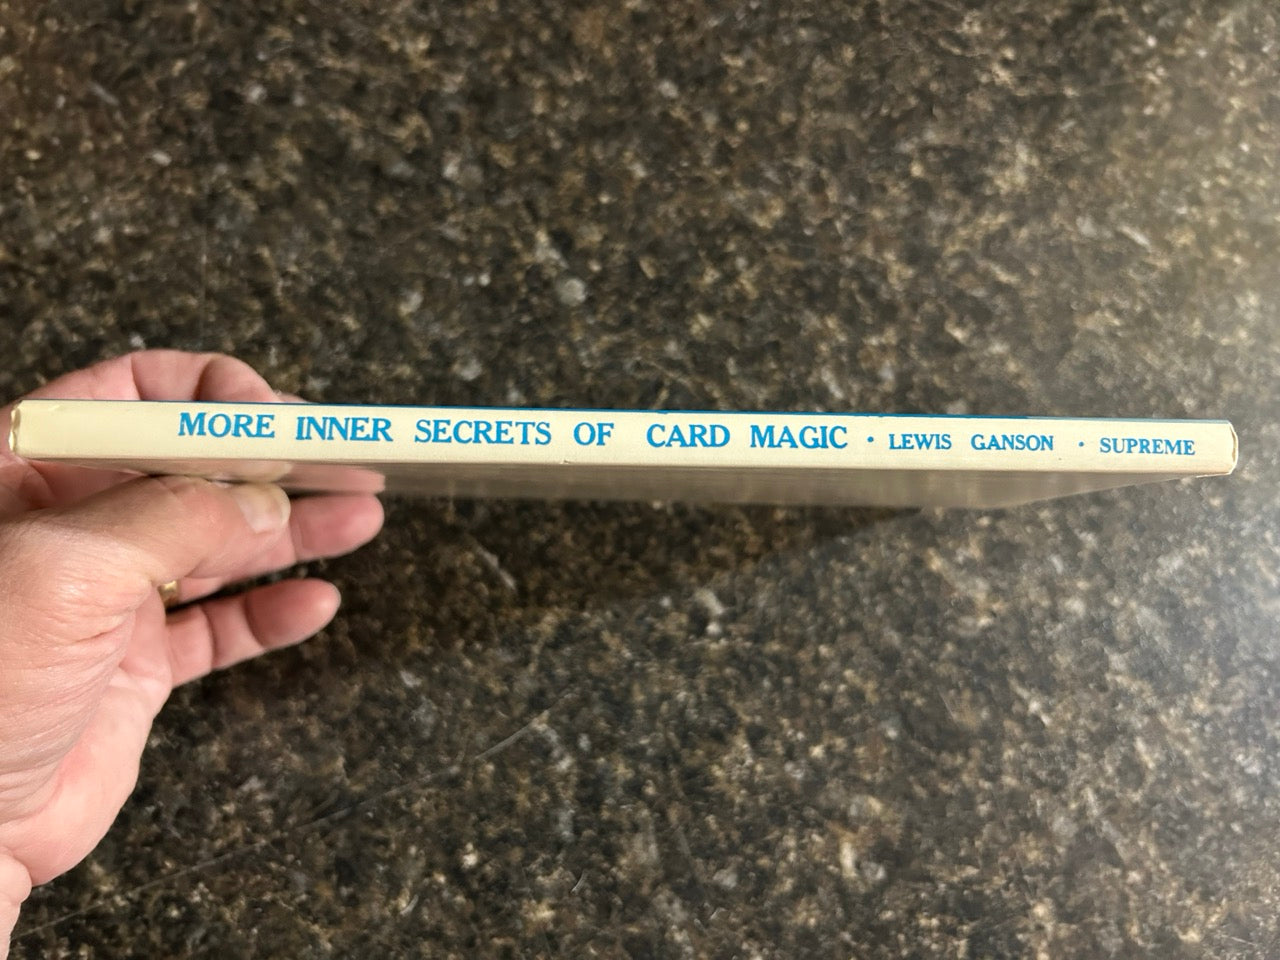 MORE INNER SECRETS OF CARD MAGIC · LEWIS GANSON · SUPREME